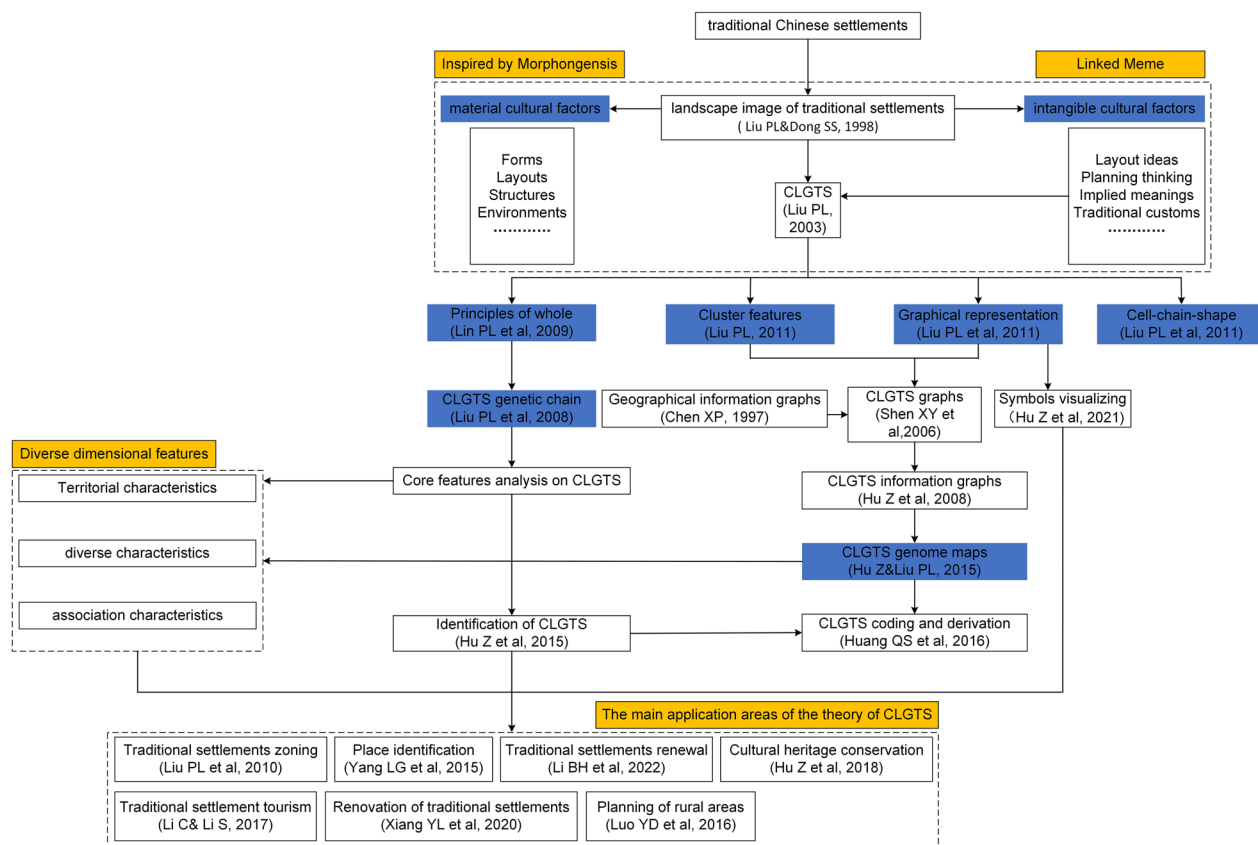 traditional Chinese settlements
Inspired by Morphongensis
Linked Meme
material cultural factors
landscape image of traditional settlements
( Liu PL&Dong SS, 1998)
intangible cultural factors
Forms
Layouts
Structures
Environments
…………
CLGTS
(Liu PL,
2003)
Layout ideas
Planning thinking
Implied meanings
Traditional customs
…………
Principles of whole
(Lin PL et al, 2009)
Cluster features
(Liu PL, 2011)
Graphical representation
(Liu PL et al, 2011)
Cell-chain-shape
(Liu PL et al, 2011)
CLGTS genetic chain
(Liu PL et al, 2008)
Geographical information graphs
(Chen XP, 1997)
CLGTS graphs
(Shen XY et
al,2006)
Symbols visualizing
（Hu Z et al, 2021)
Diverse dimensional features
Territorial characteristics
diverse characteristics
association characteristics
Core features analysis on CLGTS
CLGTS information graphs
(Hu Z et al, 2008)
CLGTS genome maps
(Hu Z&Liu PL, 2015)
Identification of CLGTS
(Hu Z et al, 2015)
CLGTS coding and derivation
(Huang QS et al, 2016)
The main application areas of the theory of CLGTS
Traditional settlements zoning
(Liu PL et al, 2010)
Place identification
(Yang LG et al, 2015)
Traditional settlements renewal
(Li BH et al, 2022)
Cultural heritage conservation
(Hu Z et al, 2018)
Traditional settlement tourism
(Li C& Li S, 2017)
Renovation of traditional settlements
(Xiang YL et al, 2020)
Planning of rural areas
(Luo YD et al, 2016)